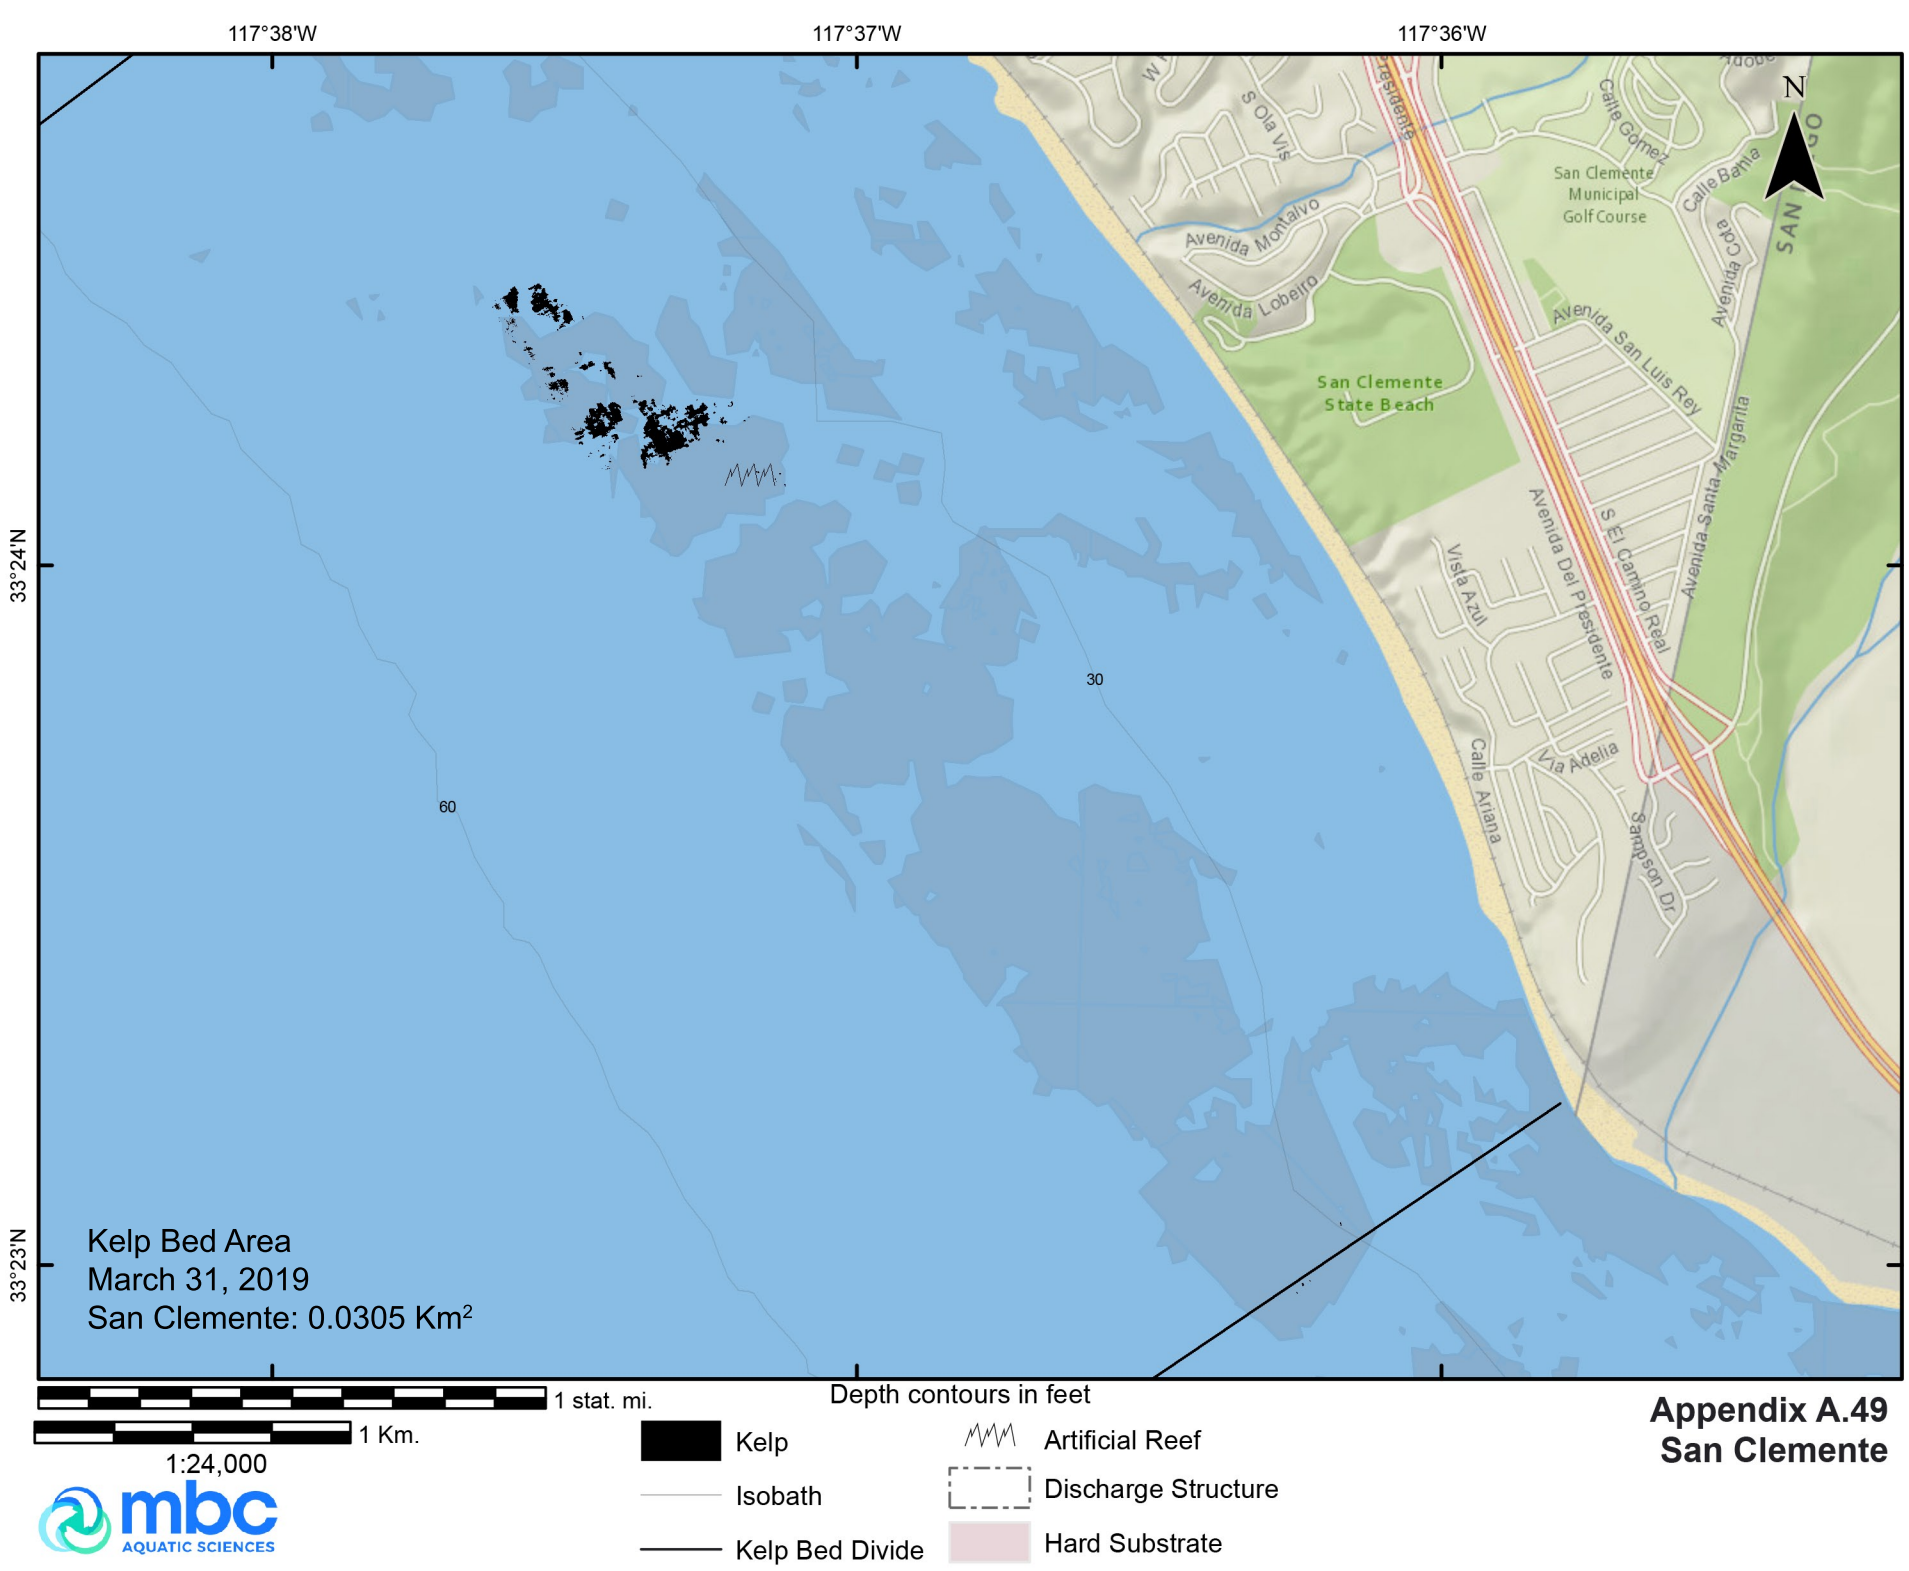 117°38'W
117°37'W
117°36'W
33°24'N
33°23'N
N
S Ola Vis
Calle Gomez
Calle Bahia
San Clemente
Municipal
Golf Course
Avenida Montalvo
Avenida Lobeiro
Avenida Cota
Avenida San Luis Rey
San Clemente
State Beach
Avenida Santa Margarita
S El Camino Real
Avenida Del Presidente
Vista Azul
Via Adelia
Calle Ariana
Sampson Dr
30
60
Kelp Bed Area
March 31, 2019
San Clemente: 0.0305 Km²
1 stat. mi.
1 Km.
1:24,000
mbc
AQUATIC SCIENCES
Depth contours in feet
Kelp
Isobath
Kelp Bed Divide
Artificial Reef
Discharge Structure
Hard Substrate
Appendix A.49
San Clemente